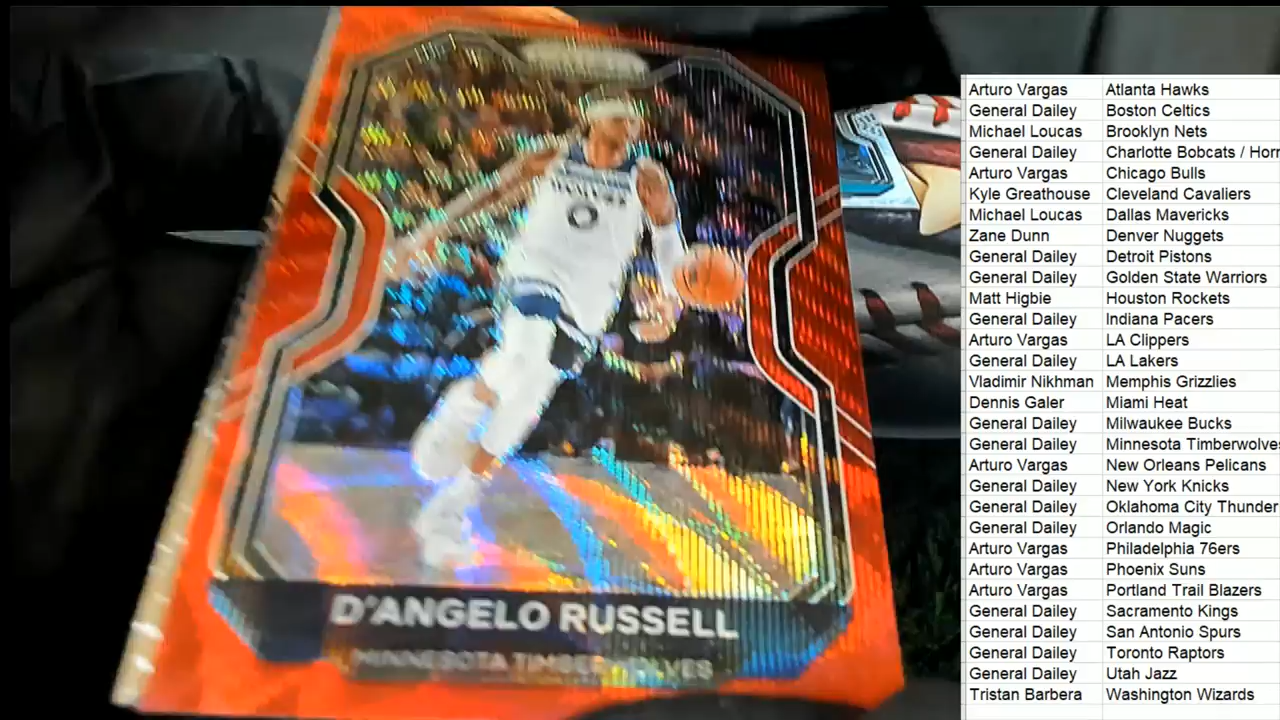 WOLVES
0
D'ANGELO RUSSELL
MINNESOTA TIMBERWOLVES
Arturo Vargas Atlanta Hawks
General Dailey Boston Celtics
Michael Loucas Brooklyn Nets
General Dailey Charlotte Bobcats / Horr
Arturo Vargas Chicago Bulls
Kyle Greathouse Cleveland Cavaliers
Michael Loucas Dallas Mavericks
Zane Dunn Denver Nuggets
General Dailey Detroit Pistons
General Dailey Golden State Warriors
Matt Higbie Houston Rockets
General Dailey Indiana Pacers
Arturo Vargas LA Clippers
General Dailey LA Lakers
Vladimir Nikhman Memphis Grizzlies
Dennis Galer Miami Heat
General Dailey Milwaukee Bucks
General Dailey Minnesota Timberwolve
Arturo Vargas New Orleans Pelicans
General Dailey New York Knicks
General Dailey Oklahoma City Thunder
General Dailey Orlando Magic
Arturo Vargas Philadelphia 76ers
Arturo Vargas Phoenix Suns
Arturo Vargas Portland Trail Blazers
General Dailey Sacramento Kings
General Dailey San Antonio Spurs
General Dailey Toronto Raptors
General Dailey Utah Jazz
Tristan Barbera Washington Wizards